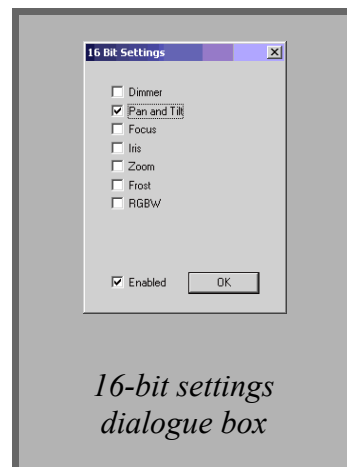 16 Bit Settings
Dimmer
Pan and Tilt
Focus
Iris
Zoom
Frost
RGBW
Enabled
OK
16-bit settings
dialogue box